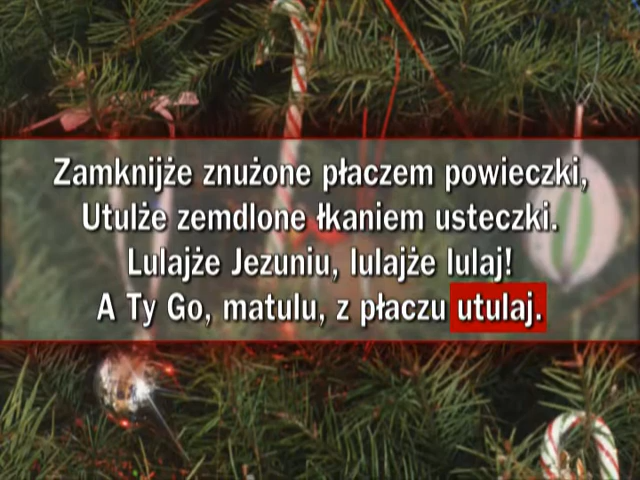 Zamknijże znużone płaczem powieczki,
Utulże zemdlone łkaniem usteczki.
Lulajże Jezuniu, lulajże lulaj!
A Ty Go, matulu, z płaczu utulaj.